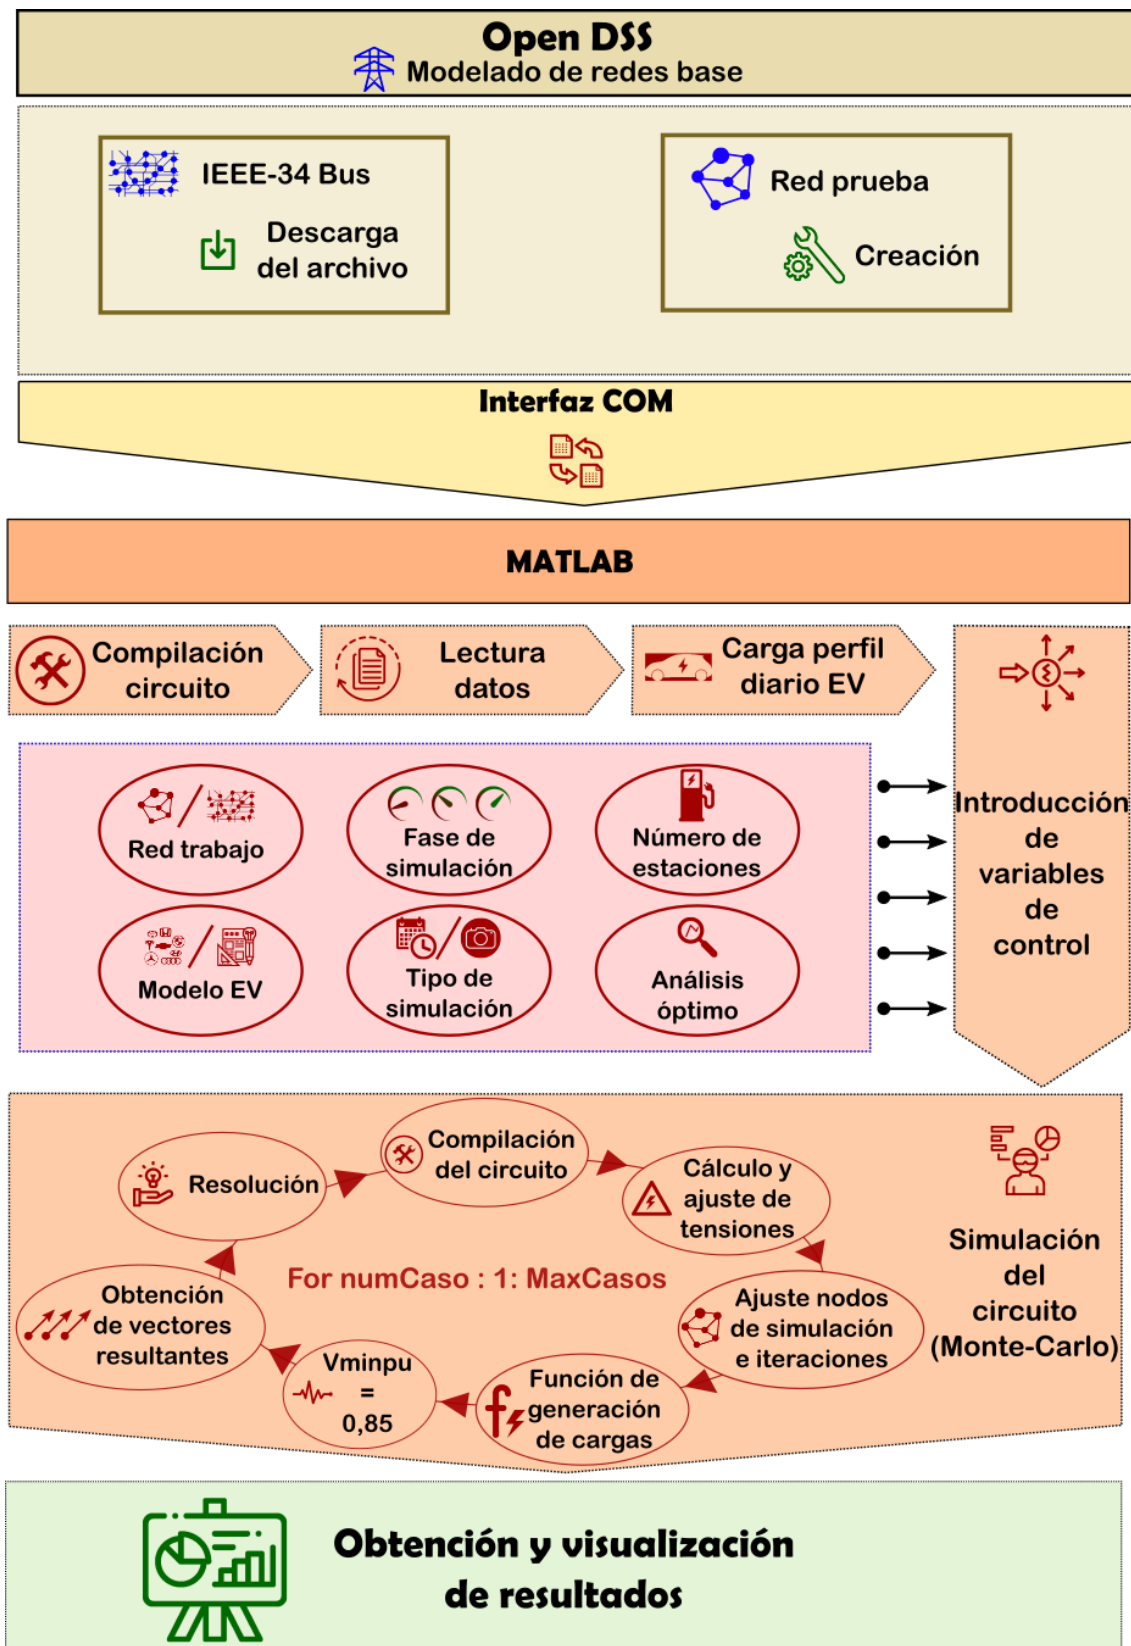 Open DSS
Modelado de redes base
IEEE-34 Bus
Descarga
del archivo
Red prueba
Creación
Interfaz COM
MATLAB
Compilación
circuito
Lectura
datos
Carga perfil
diario EV
Red trabajo
Fase de
simulación
Número de
estaciones
Modelo EV
Tipo de
simulación
Análisis
óptimo
Introducción
de
variables
de
control
Resolución
Compilación
del circuito
Cálculo y
ajuste de
tensiones
For numCaso : 1: MaxCasos
Obtención
de vectores
resultantes
Vminpu
=
0,85
Función de
generación
de cargas
Ajuste nodos
de simulación
e iteraciones
Simulación
del
circuito
(Monte-Carlo)
Obtención y visualización
de resultados